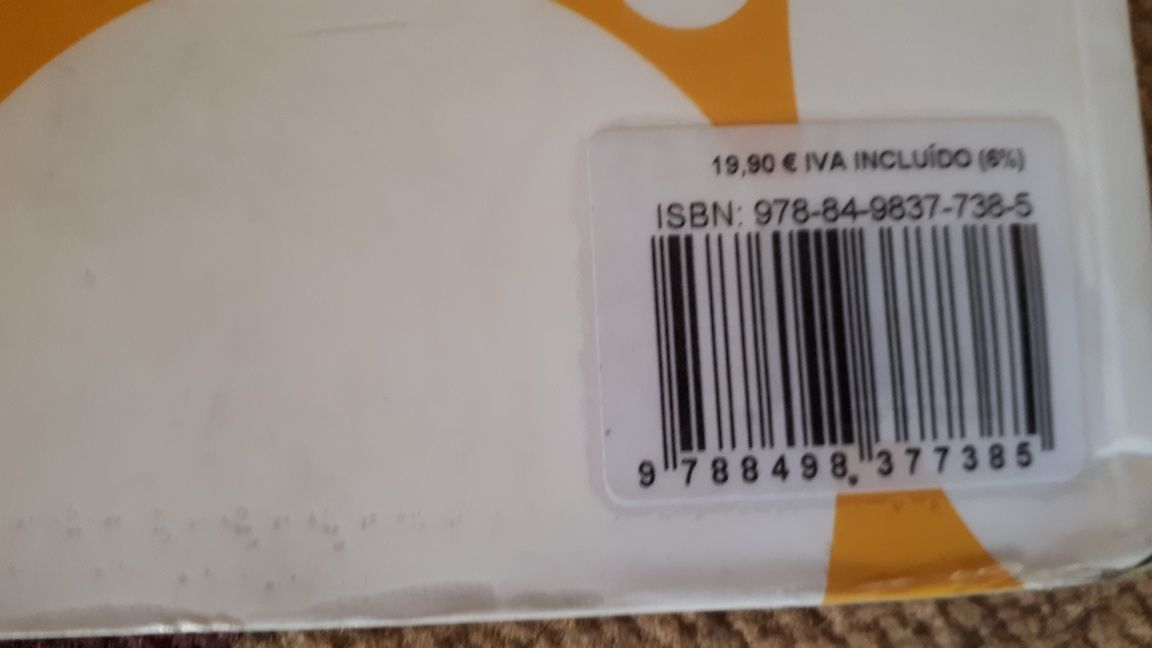 19,90 € IVA INCLUÍDO (6%)
ISBN: 978-84-9837-738-5
9 788498 377385